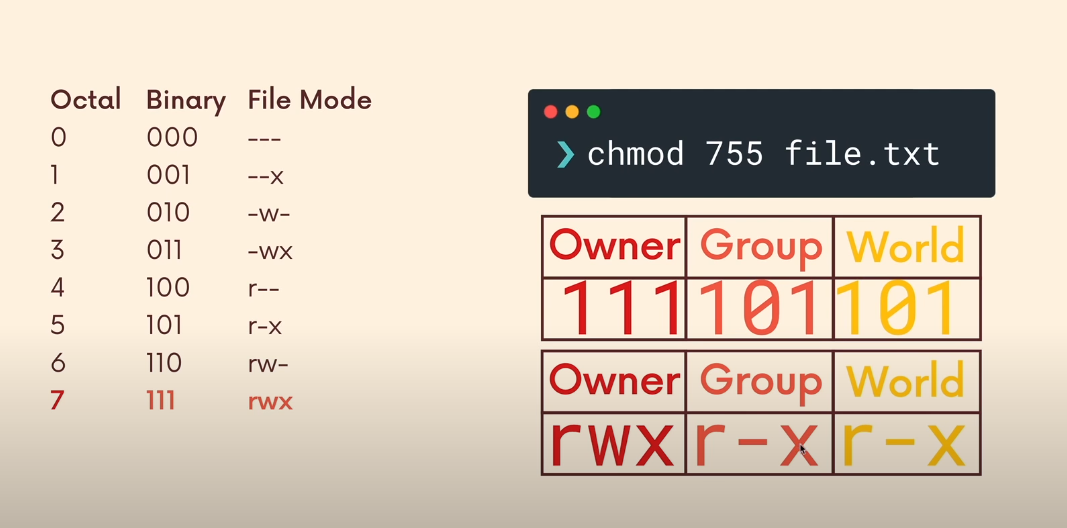 Octal Binary File Mode
0 000 ---
1 001 --x
2 010 -w-
3 011 -wx
4 100 r--
5 101 r-x
6 110 rw-
7 111 rwx
❯ chmod 755 file.txt
Owner Group World
111 101 101
Owner Group World
rwx r-x r-x